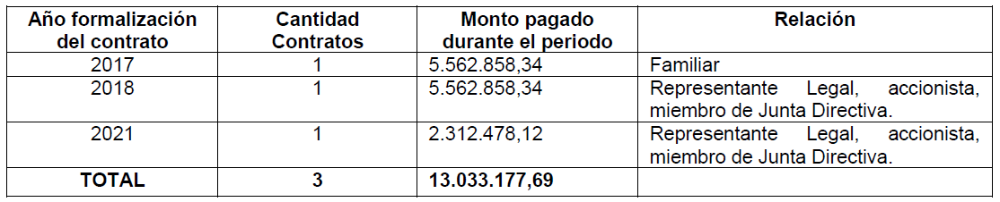 Año formalización del contrato | Cantidad Contratos | Monto pagado durante el periodo | Relación
2017 | 1 | 5.562.858,34 | Familiar
2018 | 1 | 5.562.858,34 | Representante Legal, accionista, miembro de Junta Directiva.
2021 | 1 | 2.312.478,12 | Representante Legal, accionista, miembro de Junta Directiva.
TOTAL | 3 | 13.033.177,69